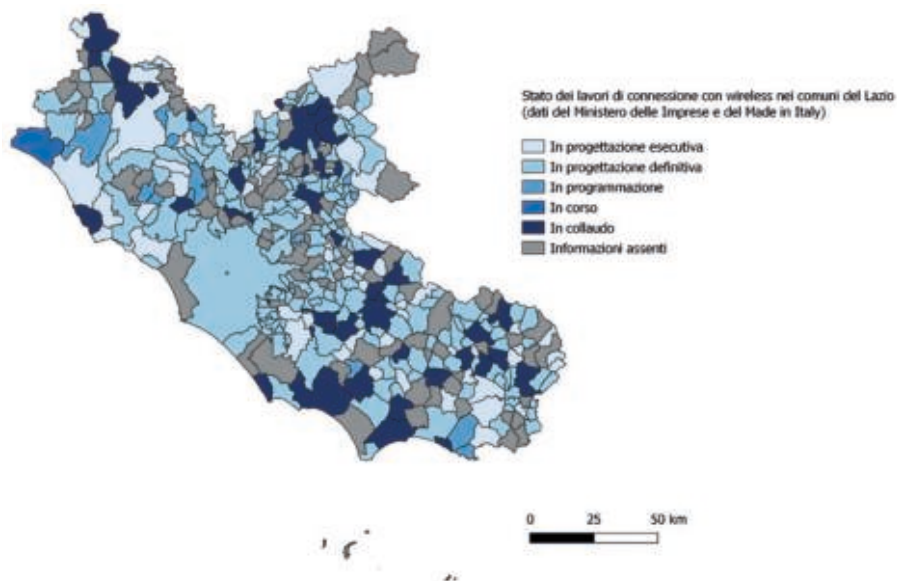 Stato dei lavori di connessione con wireless nei comuni del Lazio
(dati del Ministero delle Imprese e del Made in Italy)
In progettazione esecutiva
In progettazione definitiva
In programmazione
In corso
In collaudo
Informazioni assenti
0 25 50 km